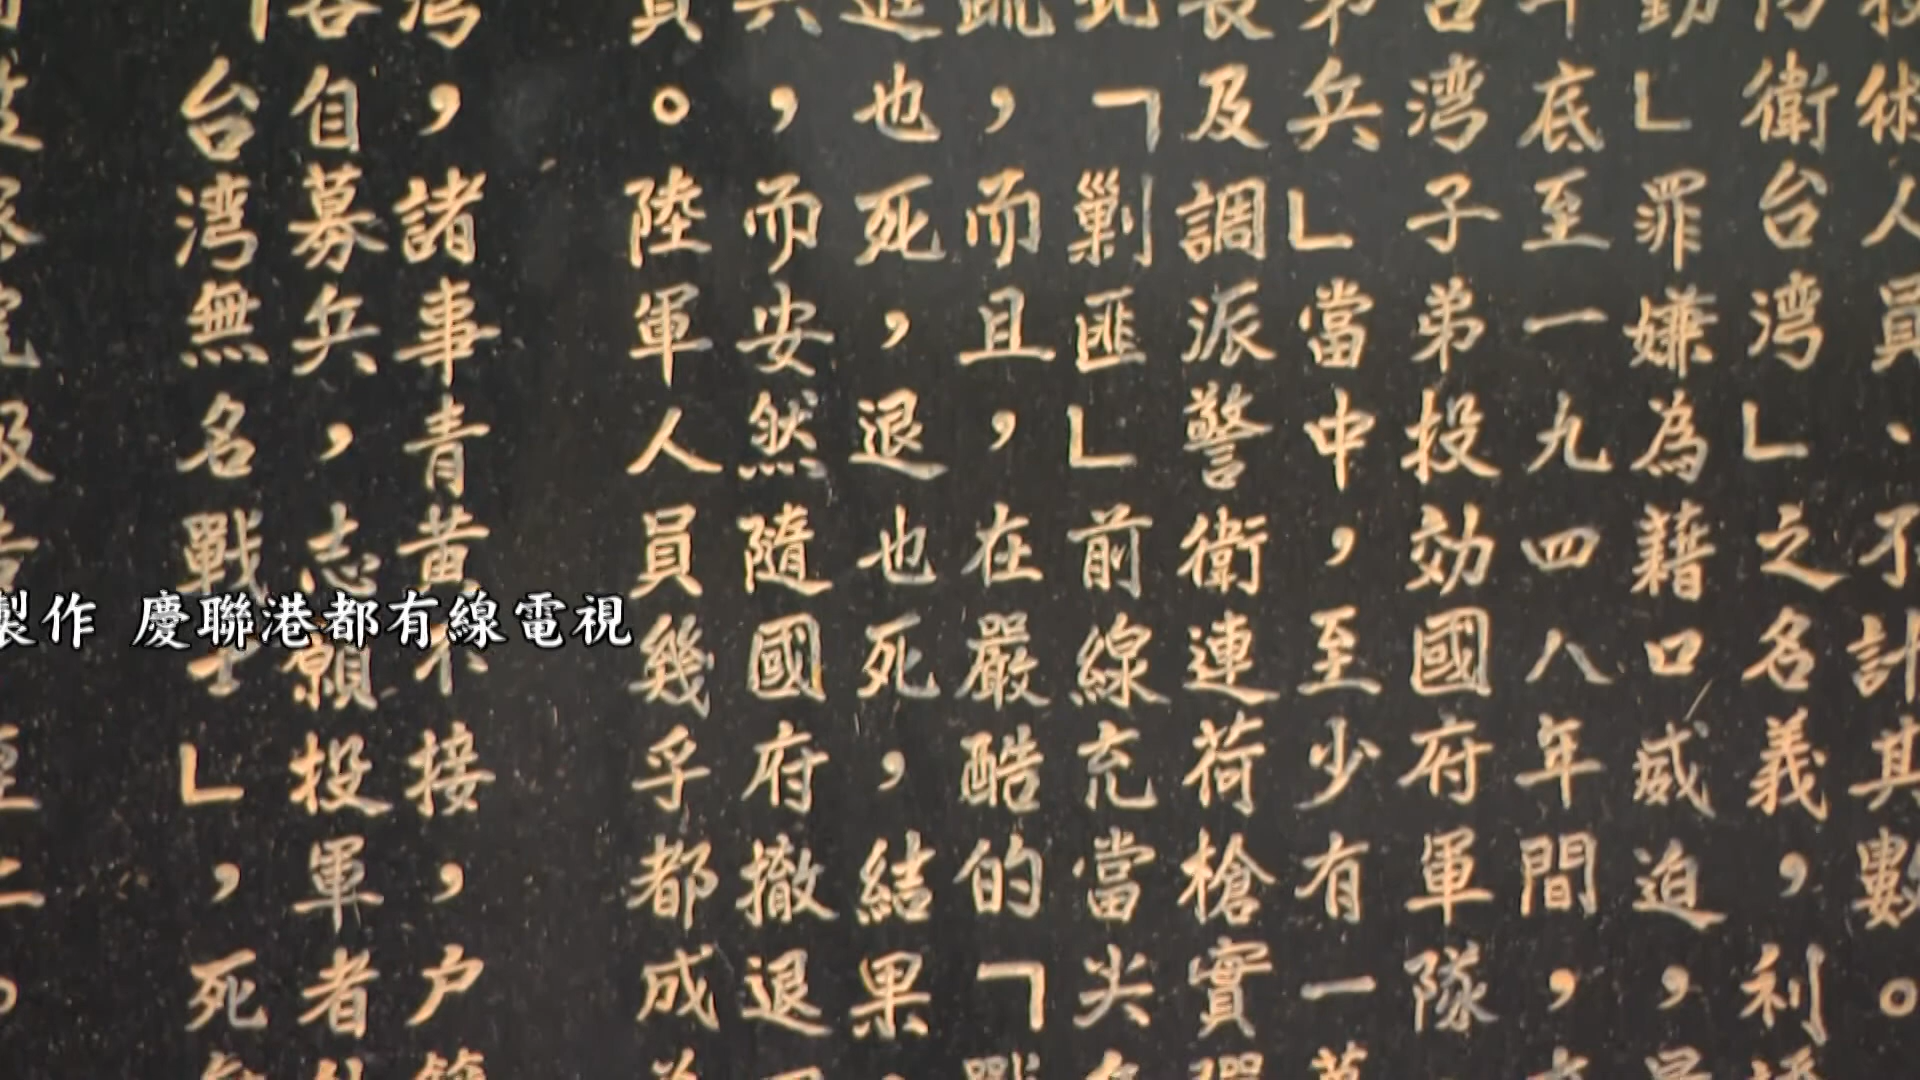 術人員、不計其數。
衛台灣」之名義，利
」罪嫌為藉口威迫，
底至一九四八年間，
湾子弟投効國府軍隊
兵」當中，至少有一
及調派警衛連荷槍實
「剿匪」前線充當尖
，而且，在嚴酷的「
也死，退也死，結果
，而安然隨國府撤退
。陸軍人員幾乎都成
，諸事青黄不接，户
自募兵，志願投軍者
台湾無名戰士」，死
製作 慶聯港都有線電視